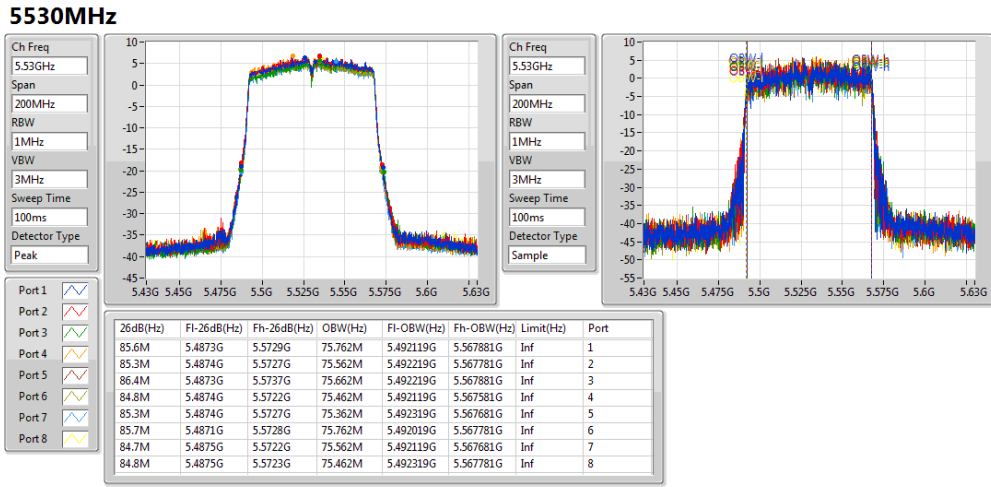 5530MHz
Ch Freq
5.53GHz
Span
200MHz
RBW
1MHz
VBW
3MHz
Sweep Time
100ms
Detector Type
Peak
10
5
0
-5
-10
-15
-20
-25
-30
-35
-40
-45
5.43G 5.45G 5.475G 5.5G 5.525G 5.55G 5.575G 5.6G 5.63G
Ch Freq
5.53GHz
Span
200MHz
RBW
1MHz
VBW
3MHz
Sweep Time
100ms
Detector Type
Sample
10
5
0
-5
-10
-15
-20
-25
-30
-35
-40
-45
-50
-55
5.43G 5.45G 5.475G 5.5G 5.525G 5.55G 5.575G 5.6G 5.63G
Port 1
Port 2
Port 3
Port 4
Port 5
Port 6
Port 7
Port 8
26dB(Hz) Fl-26dB(Hz) Fh-26dB(Hz) OBW(Hz) Fl-OBW(Hz) Fh-OBW(Hz) Limit(Hz) Port
85.6M 5.4873G 5.5729G 75.762M 5.492119G 5.567881G Inf 1
85.3M 5.4874G 5.5727G 75.562M 5.492219G 5.567781G Inf 2
86.4M 5.4873G 5.5737G 75.662M 5.492219G 5.567881G Inf 3
84.8M 5.4874G 5.5722G 75.462M 5.492119G 5.567581G Inf 4
85.3M 5.4874G 5.5727G 75.362M 5.492319G 5.567681G Inf 5
85.7M 5.4871G 5.5728G 75.762M 5.492019G 5.567781G Inf 6
84.7M 5.4875G 5.5722G 75.562M 5.492119G 5.567681G Inf 7
84.8M 5.4875G 5.5723G 75.462M 5.492319G 5.567781G Inf 8